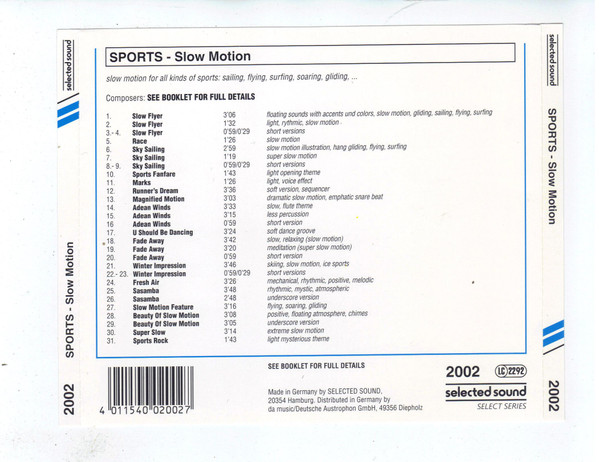 SPORTS - Slow Motion
slow motion for all kinds of sports: sailing, flying, surfing, soaring, gliding, ...
Composers: SEE BOOKLET FOR FULL DETAILS
1. Slow Flyer 3'06 floating sounds with accents und colors, slow motion, gliding, sailing, flying, surfing
2. Slow Flyer 1'32 light, rythmic, slow motion
3.- 4. Slow Flyer 0'59/0'29 short versions
5. Race 1'26 slow motion
6. Sky Sailing 2'59 slow motion illustration, hang gliding, flying, surfing
7. Sky Sailing 1'19 super slow motion
8. - 9. Sky Sailing 0'59/0'29 short versions
10. Sports Fanfare 1'43 light opening theme
11. Marks 1'26 light, voice effect
12. Runner's Dream 3'36 soft version, sequencer
13. Magnified Motion 3'03 dramatic slow motion, emphatic snare beat
14. Adean Winds 3'33 slow, flute theme
15. Adean Winds 3'15 less percussion
16 Adean Winds 0'59 short version
17. U Should Be Dancing 3'24 soft dance groove
18. Fade Away 3'42 slow, relaxing (slow motion)
19. Fade Away 3'20 meditation (super slow motion)
20. Fade Away 0'59 short version
21. Winter Impression 3'46 skiing, slow motion, ice sports
22 - 23. Winter Impression 0'59/0'29 short versions
24. Fresh Air 3'26 mechanical, rhythmic, positive, melodic
25. Sasamba 3'48 rhythmic, mystic, atmospheric
26. Sasamba 2'48 underscore version
27. Slow Motion Feature 3'16 flying, soaring, gliding
28. Beauty Of Slow Motion 3'08 positive, floating atmosphere, chimes
29. Beauty Of Slow Motion 3'05 underscore version
30. Super Slow 3'14 extreme slow motion
31. Sports Rock 1'43 light mysterious theme
SEE BOOKLET FOR FULL DETAILS
Made in Germany by SELECTED SOUND,
20354 Hamburg. Distributed in Germany by
da music/Deutsche Austrophon GmbH, 49356 Diepholz
4 011540 020027
2002 LC 2292
selected sound
SELECT SERIES
selected sound
SPORTS - Slow Motion
2002
selected sound
SPORTS - Slow Motion
2002